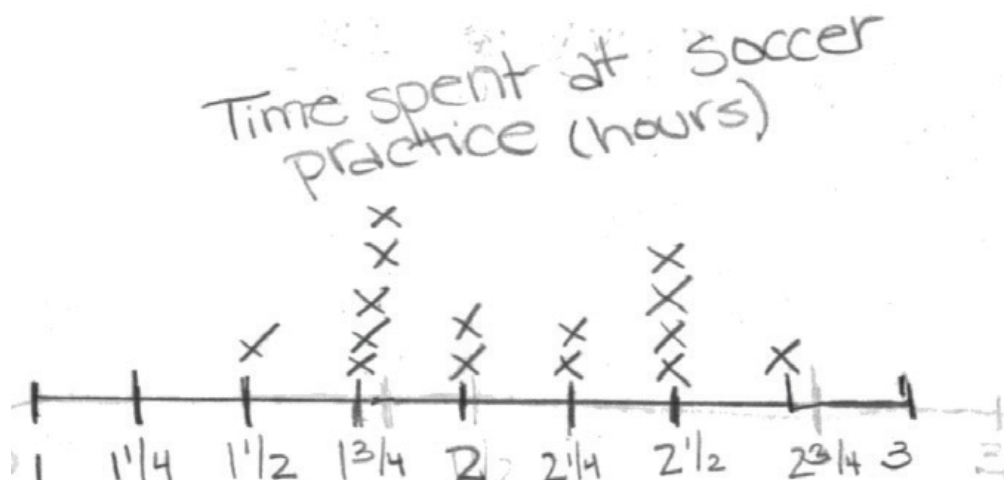 Time spent at soccer
practice (hours)
1 1 1/4 1 1/2 1 3/4 2 2 1/4 2 1/2 2 3/4 3